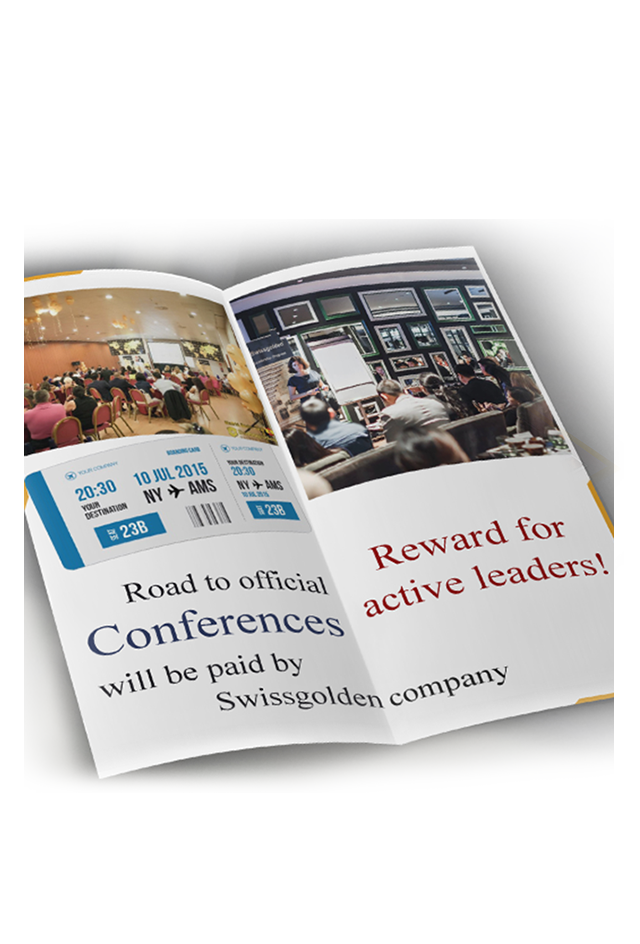 Swissgolden
BOARDING CARD
YOUR COMPANY
20:30
YOUR
DESTINATION
10 JUL 2015
NY AMS
23B
YOUR COMPANY
YOUR DESTINATION
20:30
NY AMS
10 JUL 2015
23B
Road to official
Conferences
will be paid by
Swissgolden company
Reward for
active leaders!